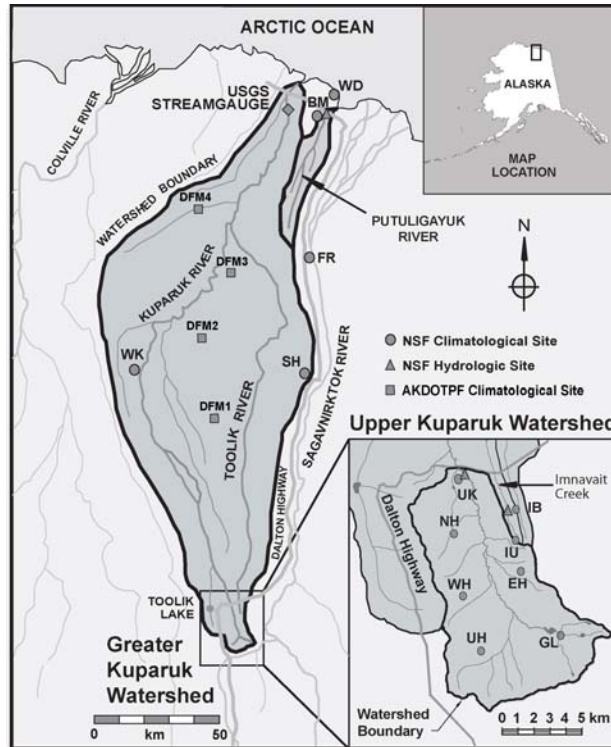 ARCTIC OCEAN
ALASKA
MAP
LOCATION
COLVILLE RIVER
USGS
STREAMGAUGE
WD
BM
WATERSHED BOUNDARY
DFM4
PUTULIGAYUK
RIVER
N
DFM3
FR
KUPARUK RIVER
DFM2
WK
SH
DFM1
TOOLIK RIVER
SAGAVNIRKTOK RIVER
DALTON HIGHWAY
NSF Climatological Site
NSF Hydrologic Site
AKDOTPF Climatological Site
TOOLIK
LAKE
Greater
Kuparuk
Watershed
50 0 50
km
Upper Kuparuk Watershed
Imnavait
Creek
UK
IB
NH
IU
EH
Dalton Highway
WH
UH
GL
Watershed
Boundary
0 1 2 3 4 5 km